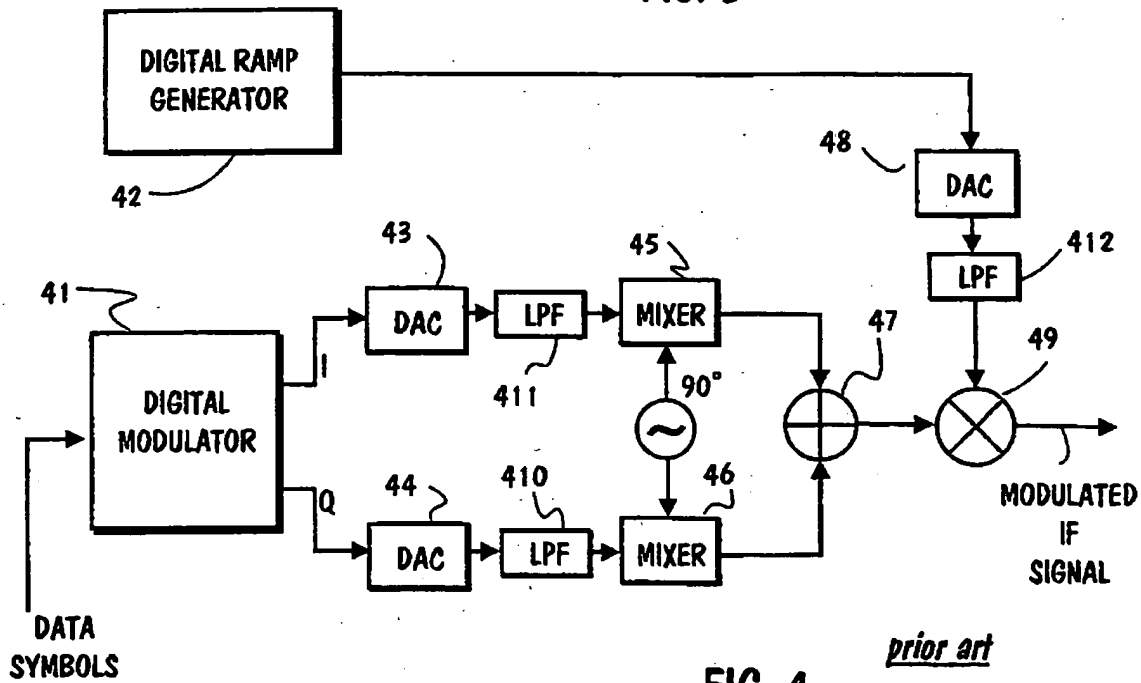 DIGITAL RAMP
GENERATOR
42
48
DAC
412
LPF
43
45
41
DAC
LPF
MIXER
47
49
I
411
90°
~
DIGITAL
MODULATOR
Q
44
410
46
DAC
LPF
MIXER
MODULATED
IF
SIGNAL
DATA
SYMBOLS
prior art